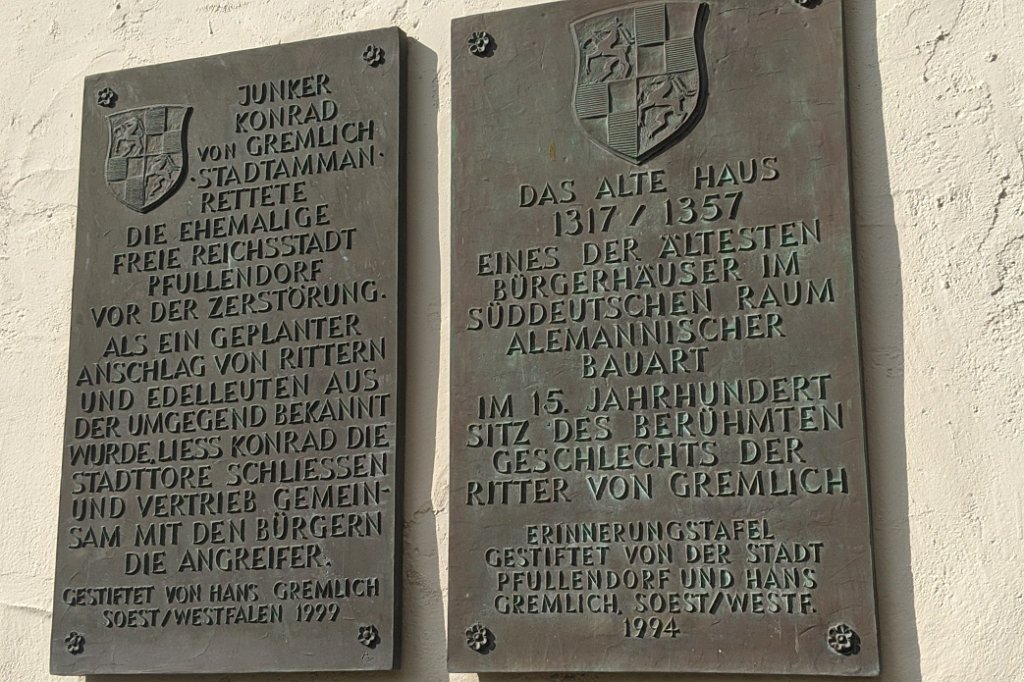 JUNKER
KONRAD
VON GREMLICH
·STADTAMMAN·
RETTETE
DIE EHEMALIGE
FREIE REICHSSTADT
PFULLENDORF
VOR DER ZERSTÖRUNG.
ALS EIN GEPLANTER
ANSCHLAG VON RITTERN
UND EDELLEUTEN AUS
DER UMGEGEND BEKANNT
WURDE, LIESS KONRAD DIE
STADTTORE SCHLIESSEN
UND VERTRIEB GEMEIN-
SAM MIT DEN BÜRGERN
DIE ANGREIFER.
GESTIFTET VON HANS GREMLICH
SOEST/WESTFALEN 1999
DAS ALTE HAUS
1317 / 1357
EINES DER ÄLTESTEN
BÜRGERHÄUSER IM
SÜDDEUTSCHEN RAUM
ALEMANNISCHER
BAUART
IM 15. JAHRHUNDERT
SITZ DES BERÜHMTEN
GESCHLECHTS DER
RITTER VON GREMLICH
ERINNERUNGSTAFEL
GESTIFTET VON DER STADT
PFULLENDORF UND HANS
GREMLICH, SOEST/WESTF.
1994